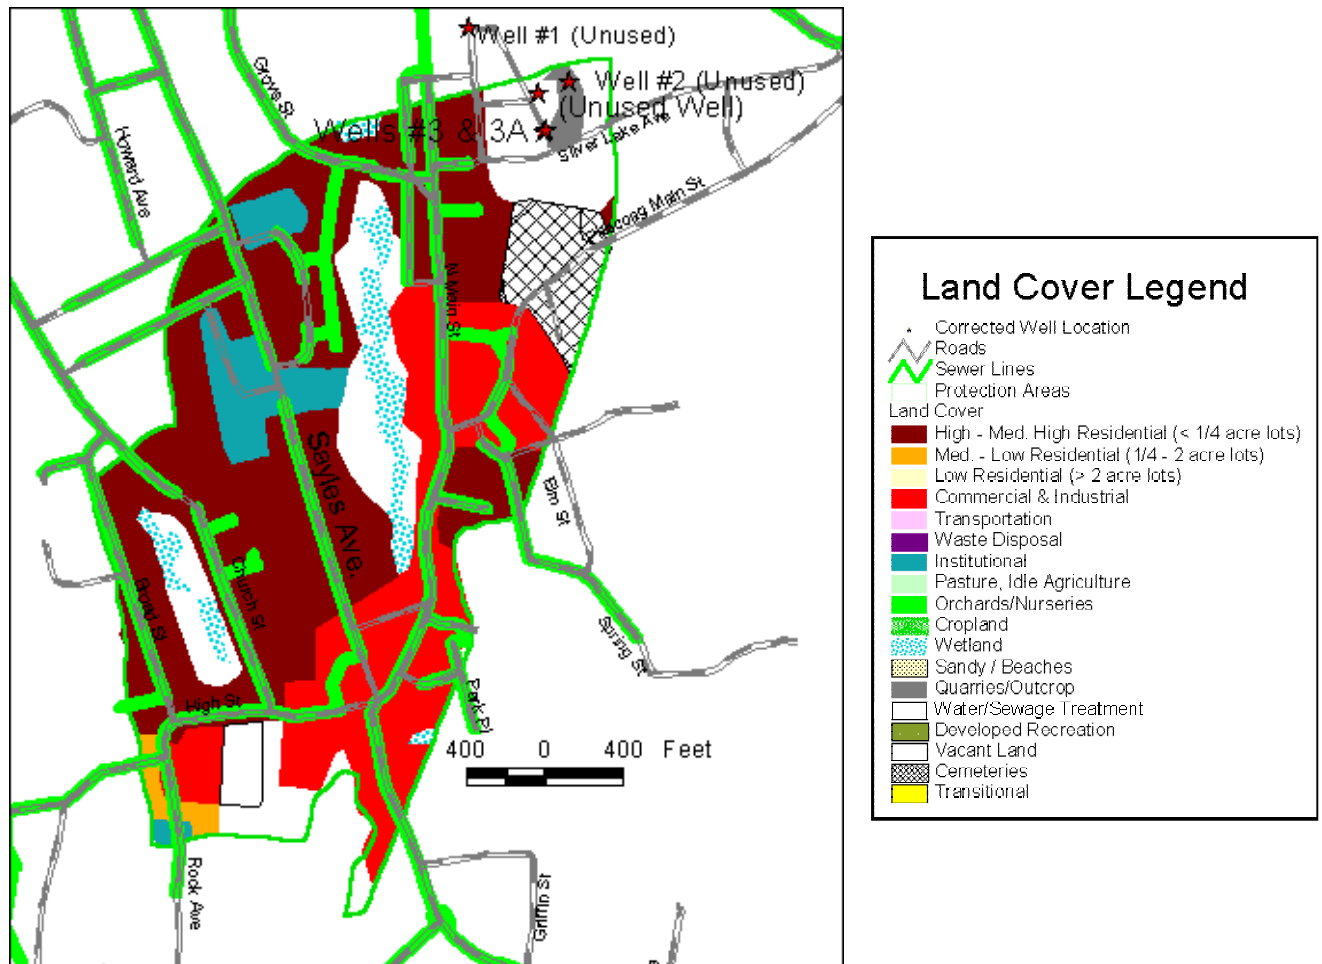 Well #1 (Unused)
Well #2 (Unused)
(Unused Well)
Wells #3 & 3A
Silver Lake Ave
Grove St
Howard Ave
Pascoag Main St
N Main St
Sayles Ave.
Elm St
Church St
Broad St
Spring St
High St
Park Pl
400 0 400 Feet
Rock Ave
Griffin St
Land Cover Legend
Corrected Well Location
Roads
Sewer Lines
Protection Areas
Land Cover
High - Med. High Residential (< 1/4 acre lots)
Med. - Low Residential (1/4 - 2 acre lots)
Low Residential (> 2 acre lots)
Commercial & Industrial
Transportation
Waste Disposal
Institutional
Pasture, Idle Agriculture
Orchards/Nurseries
Cropland
Wetland
Sandy / Beaches
Quarries/Outcrop
Water/Sewage Treatment
Developed Recreation
Vacant Land
Cemeteries
Transitional